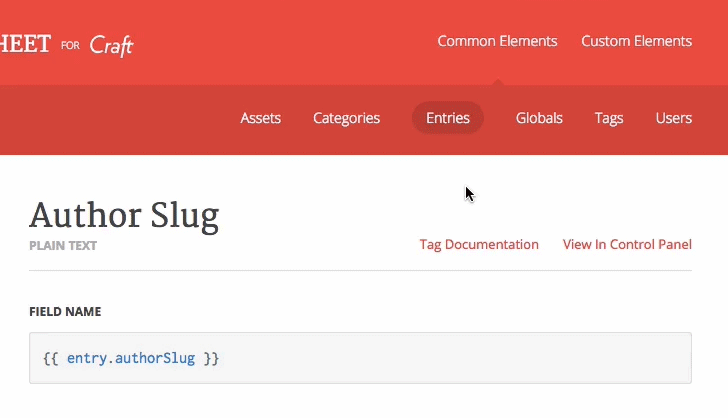 HEET FOR Craft
Common Elements Custom Elements
Assets Categories Entries Globals Tags Users
Author Slug
PLAIN TEXT
Tag Documentation View In Control Panel
FIELD NAME
{{ entry.authorSlug }}